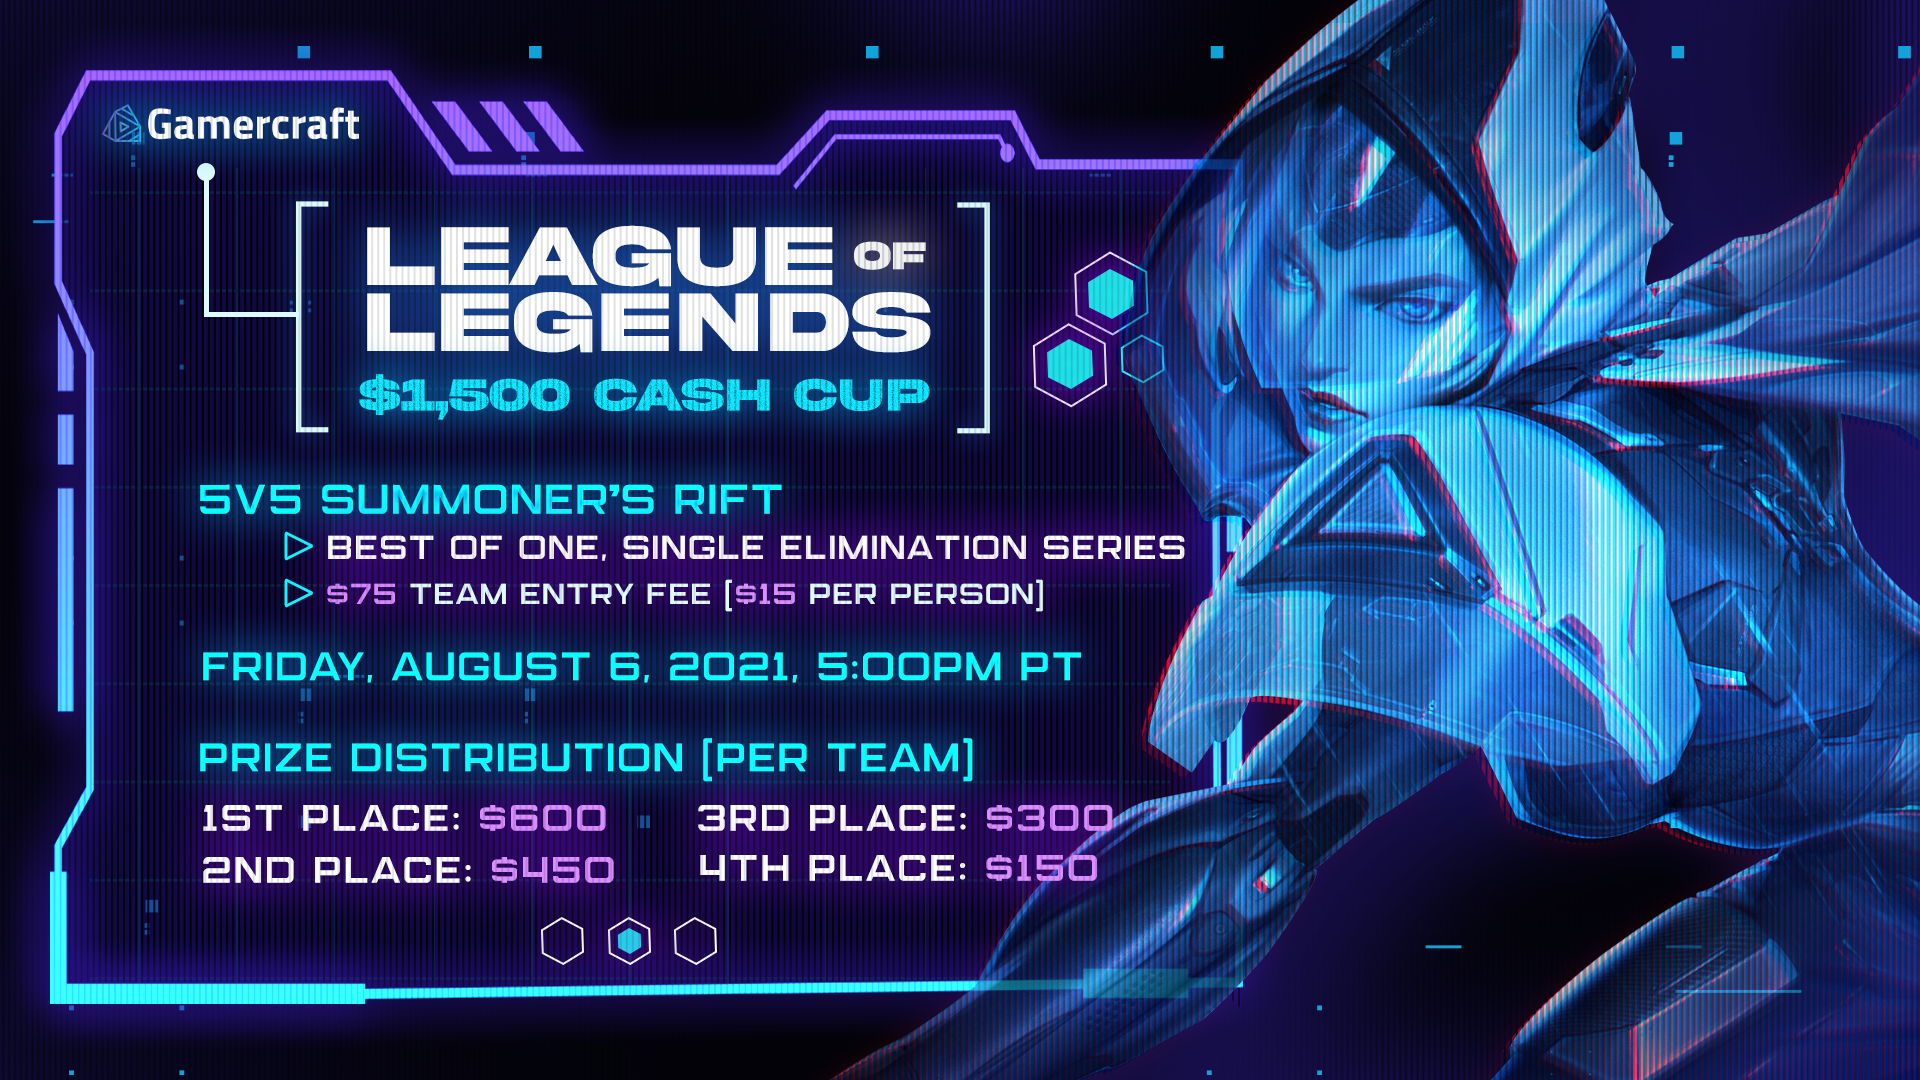 Gamercraft
LEAGUE OF
LEGENDS
$1,500 CASH CUP
5V5 SUMMONER'S RIFT
BEST OF ONE, SINGLE ELIMINATION SERIES
$75 TEAM ENTRY FEE [$15 PER PERSON]
FRIDAY, AUGUST 6, 2021, 5:00PM PT
PRIZE DISTRIBUTION [PER TEAM]
1ST PLACE: $600 3RD PLACE: $300
2ND PLACE: $450 4TH PLACE: $150